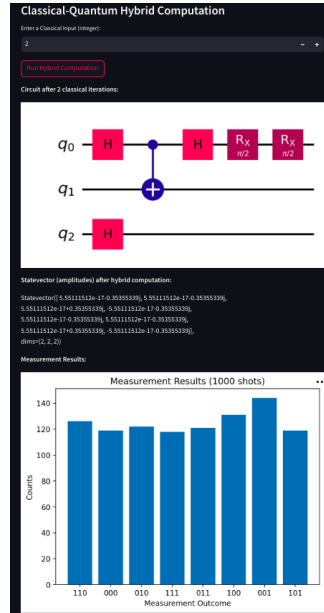 Classical-Quantum Hybrid Computation
Enter a Classical Input (Integer):
2 - +
Run Hybrid Computation
Circuit after 2 classical iterations:
q0 H H RX π/2 RX π/2
q1
q2 H
Statevector (amplitudes) after hybrid computation:
Statevector([ 5.55111512e-17-0.35355339j, 5.55111512e-17-0.35355339j,
5.55111512e-17+0.35355339j, -5.55111512e-17-0.35355339j,
5.55111512e-17-0.35355339j, 5.55111512e-17-0.35355339j,
5.55111512e-17+0.35355339j, -5.55111512e-17-0.35355339j],
dims=(2, 2, 2))
Measurement Results:
Measurement Results (1000 shots)
140
120
100
80
60
40
20
0
Counts
110 000 010 111 011 100 001 101
Measurement Outcome